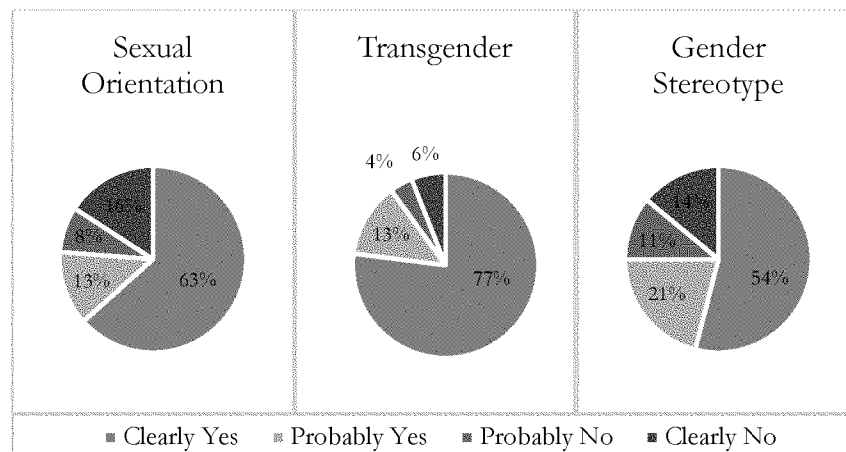 Sexual
Orientation
16%
8%
13%
63%
Transgender
4%
6%
13%
77%
Gender
Stereotype
14%
11%
21%
54%
Clearly Yes
Probably Yes
Probably No
Clearly No